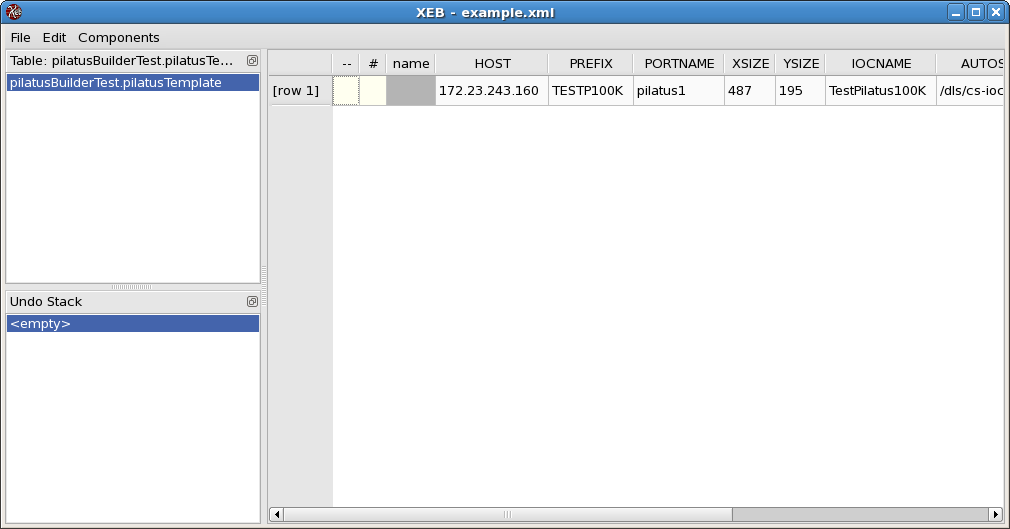 XEB - example.xml
File Edit Components
Table: pilatusBuilderTest.pilatusTe...
pilatusBuilderTest.pilatusTemplate
-- # name HOST PREFIX PORTNAME XSIZE YSIZE IOCNAME AUTOS
[row 1] 172.23.243.160 TESTP100K pilatus1 487 195 TestPilatus100K /dls/cs-ioc
Undo Stack
<empty>